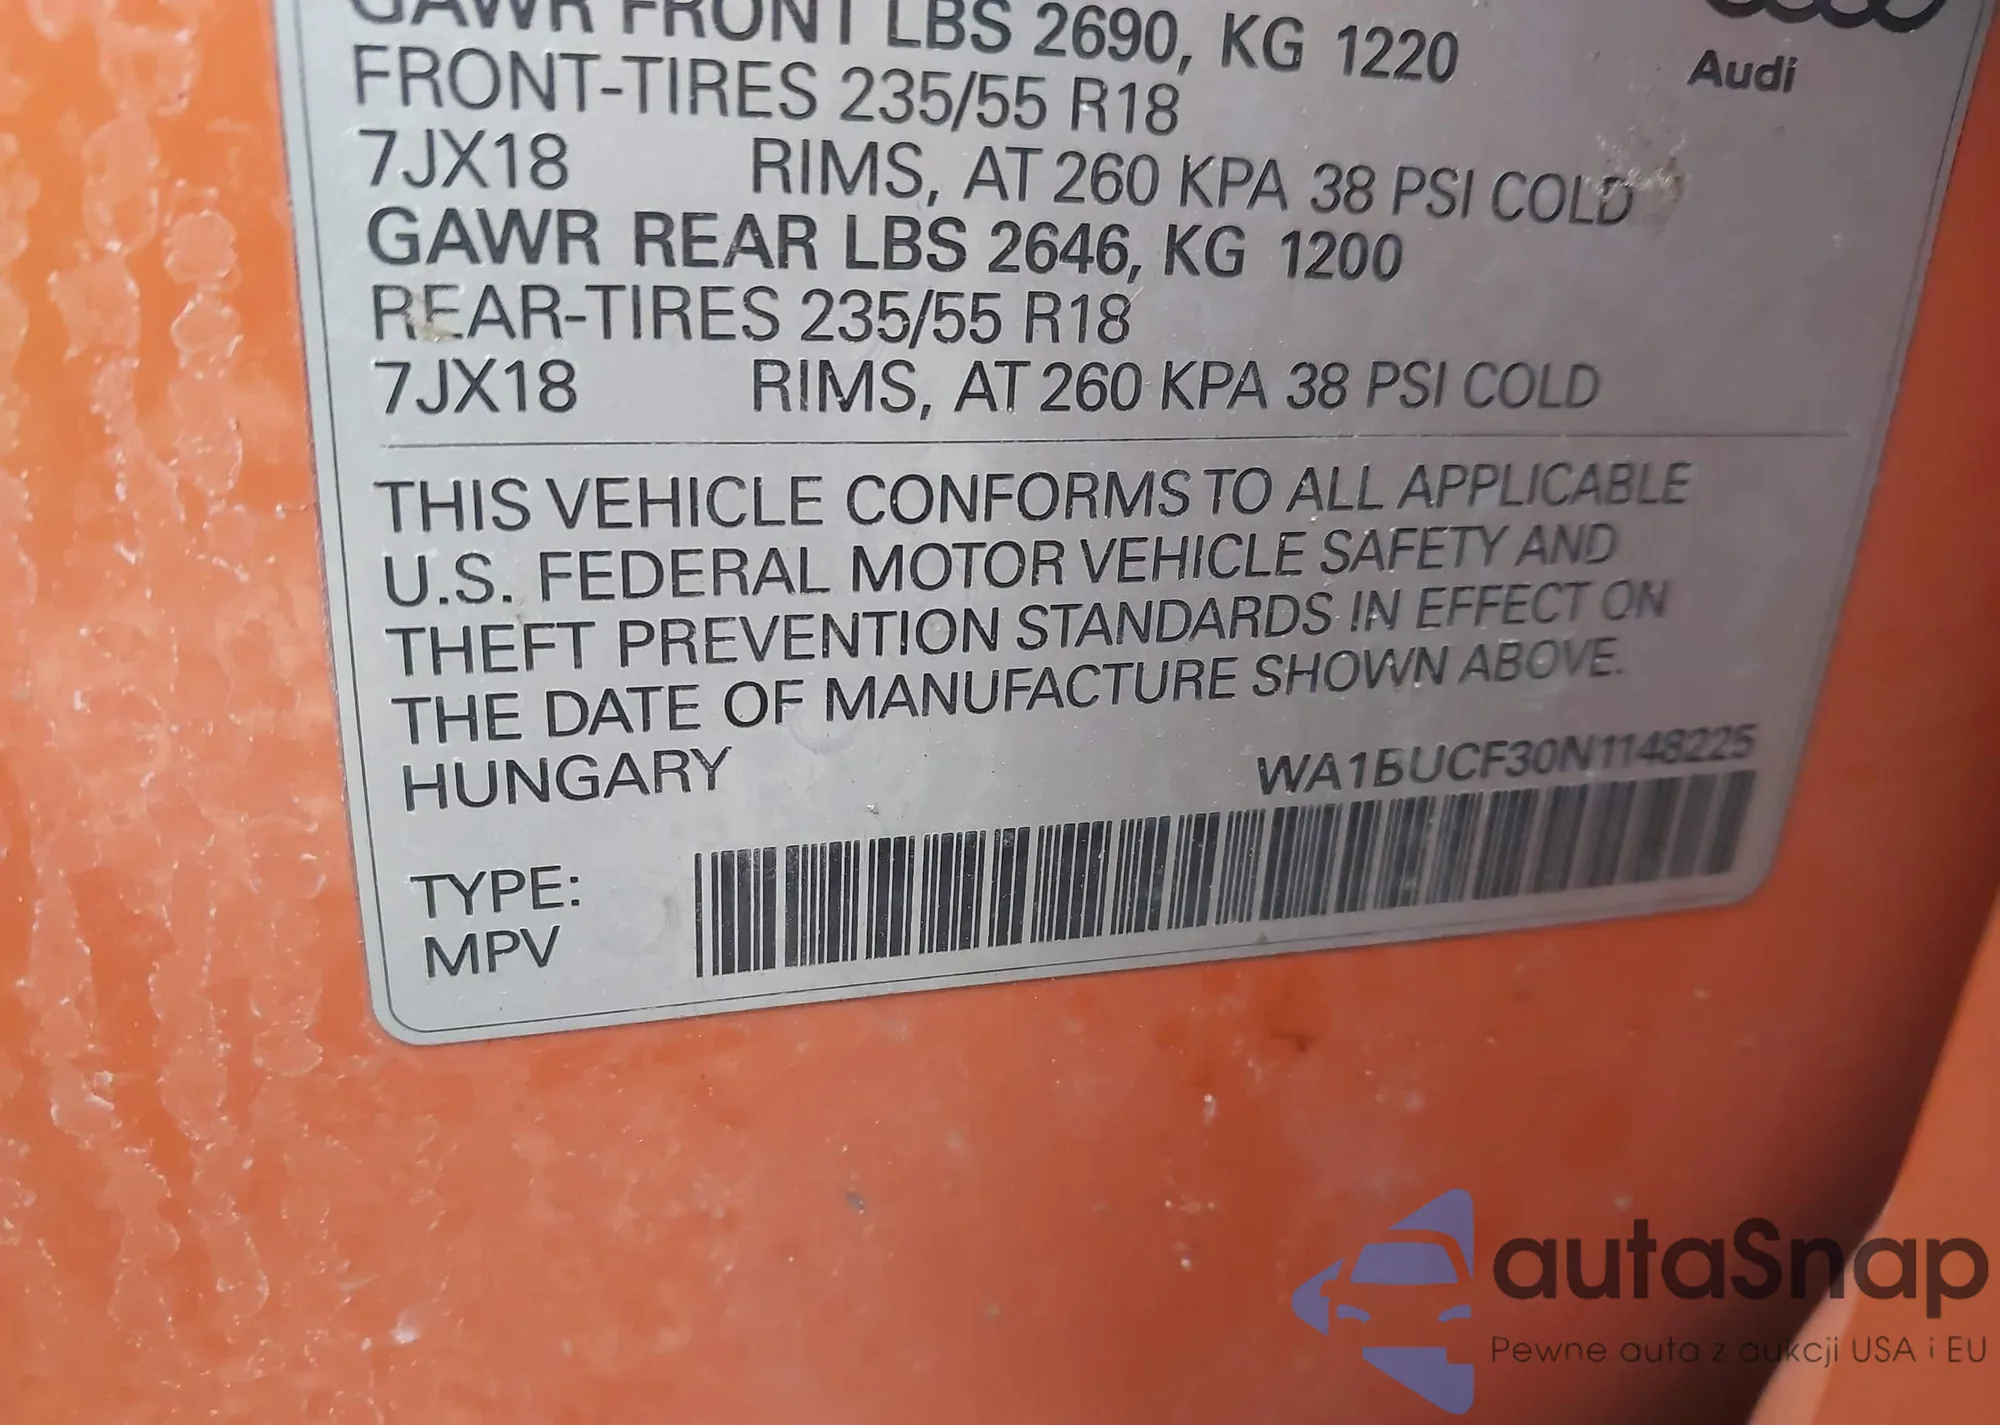 GAWR FRONT LBS 2690, KG 1220
Audi
FRONT-TIRES 235/55 R18
7JX18 RIMS, AT 260 KPA 38 PSI COLD
GAWR REAR LBS 2646, KG 1200
REAR-TIRES 235/55 R18
7JX18 RIMS, AT 260 KPA 38 PSI COLD
THIS VEHICLE CONFORMS TO ALL APPLICABLE
U.S. FEDERAL MOTOR VEHICLE SAFETY AND
THEFT PREVENTION STANDARDS IN EFFECT ON
THE DATE OF MANUFACTURE SHOWN ABOVE.
HUNGARY WA1BUCF30N1148225
TYPE:
MPV
autaSnap
Pewne auta z aukcji USA i EU